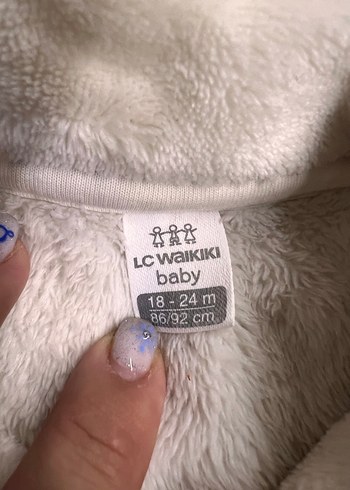 LC WAIKIKI
baby
18 - 24 m
86/92 cm